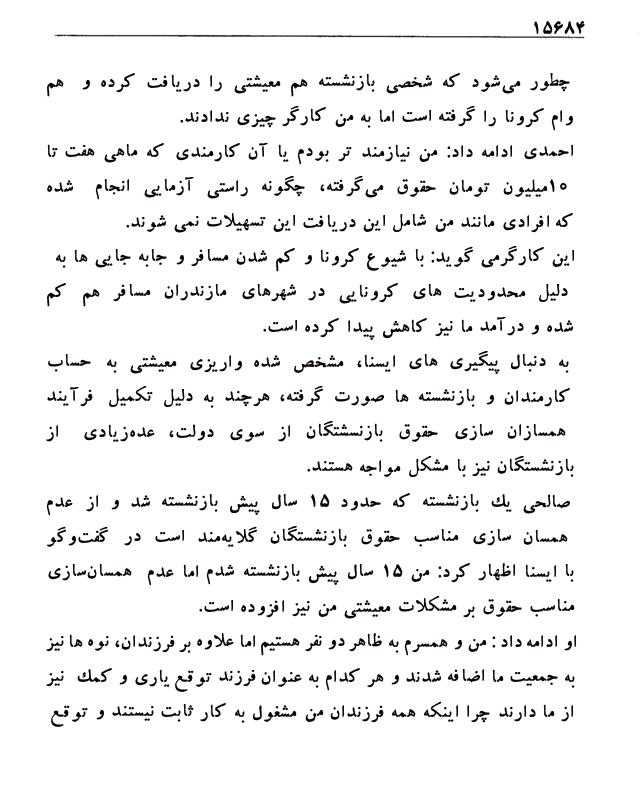 ۱۵۶۸۴
چطور می‌شود که شخصی بازنشسته هم معیشتی را دریافت کرده و هم
وام کرونا را گرفته است اما به من کارگر چیزی ندادند.
احمدی ادامه داد: من نیازمند تر بودم یا آن کارمندی که ماهی هفت تا
۱۰میلیون تومان حقوق می‌گرفته، چگونه راستی آزمایی انجام شده
که افرادی مانند من شامل این دریافت این تسهیلات نمی شوند.
این کارگرمی گوید: با شیوع کرونا و کم شدن مسافر و جابه جایی ها به
دلیل محدودیت های کرونایی در شهرهای مازندران مسافر هم کم
شده و درآمد ما نیز کاهش پیدا کرده است.
به دنبال پیگیری های ایسنا، مشخص شده واریزی معیشتی به حساب
کارمندان و بازنشسته ها صورت گرفته، هرچند به دلیل تکمیل فرآیند
همسازان سازی حقوق بازنسشتگان از سوی دولت، عده‌زیادی از
بازنشستگان نیز با مشکل مواجه هستند.
صالحی یك بازنشسته که حدود ۱۵ سال پیش بازنشسته شد و از عدم
همسان سازی مناسب حقوق بازنشستگان گلایه‌مند است در گفت‌وگو
با ایسنا اظهار کرد: من ۱۵ سال پیش بازنشسته شدم اما عدم همسان‌سازی
مناسب حقوق بر مشکلات معیشتی من نیز افزوده است.
او ادامه داد : من و همسرم به ظاهر دو نفر هستیم اما علاوه بر فرزندان، نوه ها نیز
به جمعیت ما اضافه شدند و هر کدام به عنوان فرزند توقع یاری و کمك نیز
از ما دارند چرا اینکه همه فرزندان من مشغول به کار ثابت نیستند و توقع